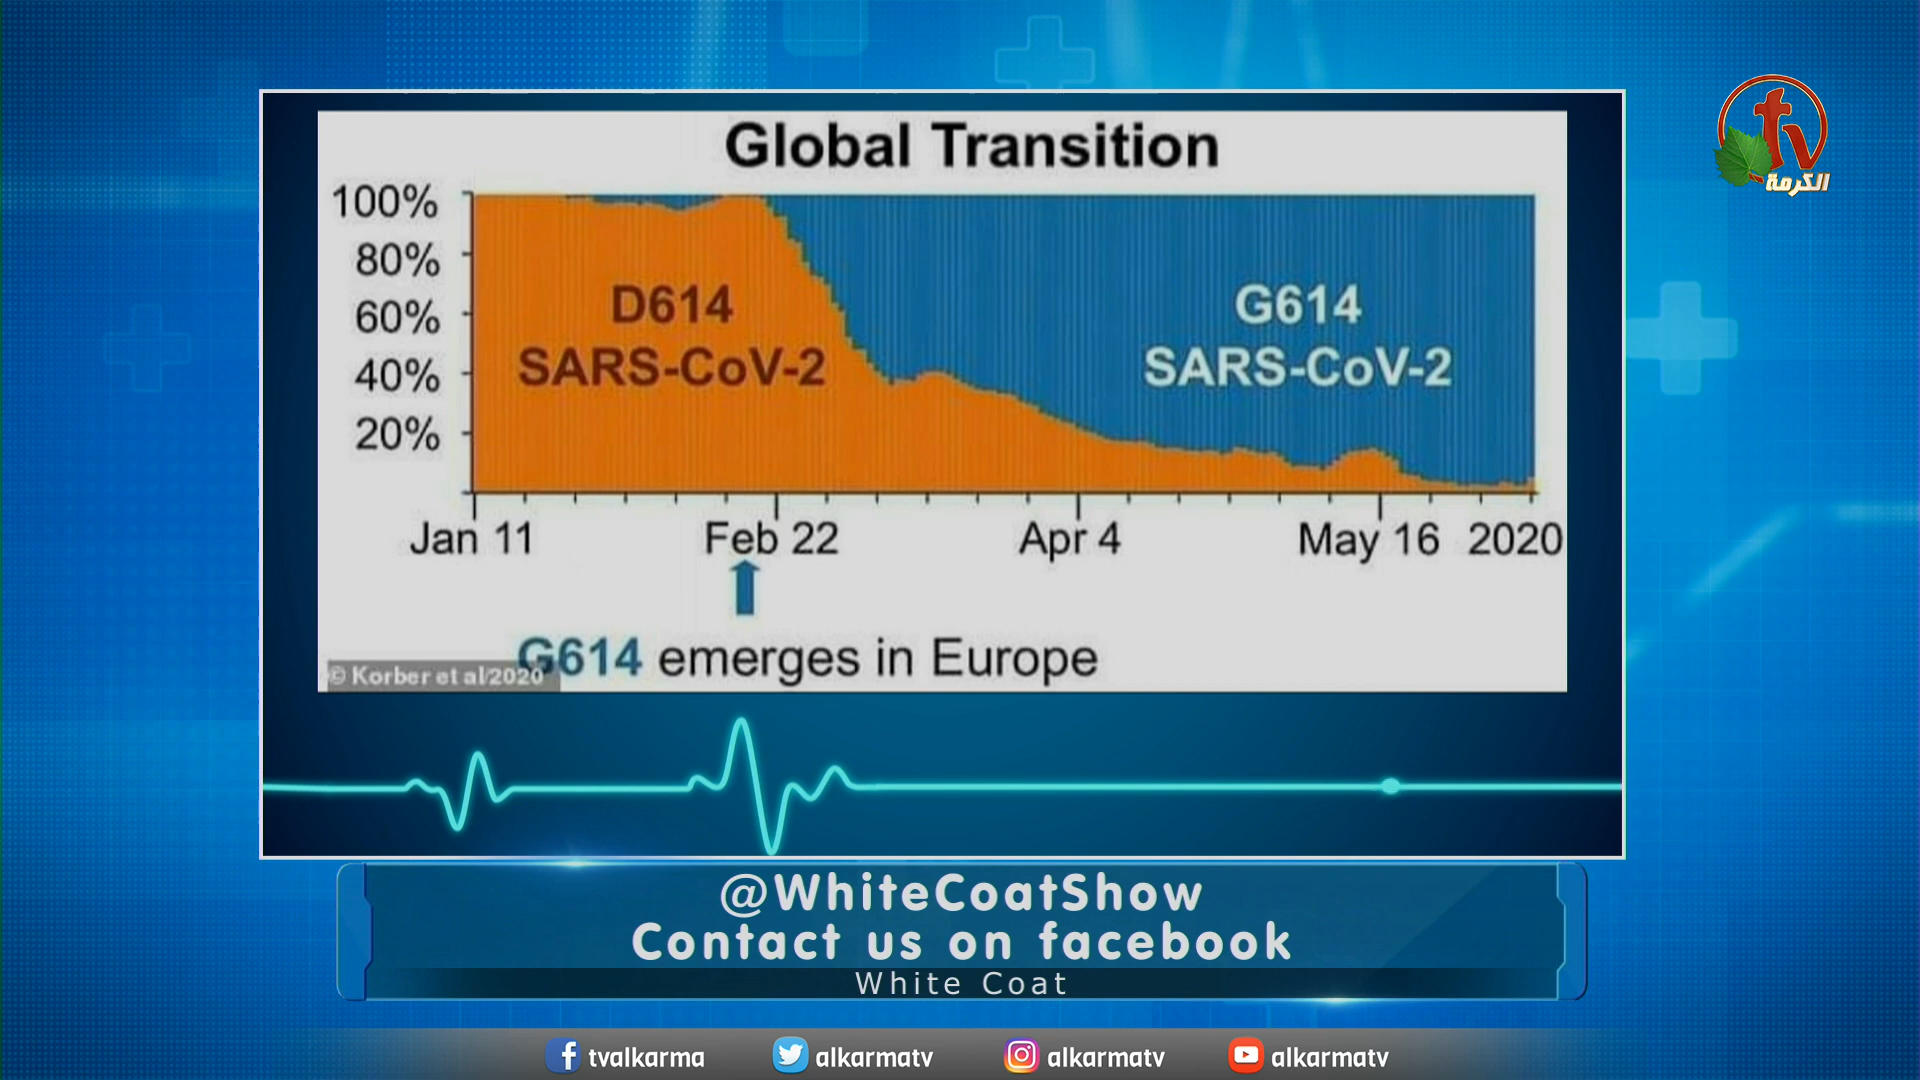 Global Transition
100%
80%
60%
40%
20%
D614
SARS-CoV-2
G614
SARS-CoV-2
Jan 11
Feb 22
Apr 4
May 16
2020
G614 emerges in Europe
© Korber et al/2020
tv
الكرمة
@WhiteCoatShow
Contact us on facebook
White Coat
tvalkarma
alkarmatv
alkarmatv
alkarmatv